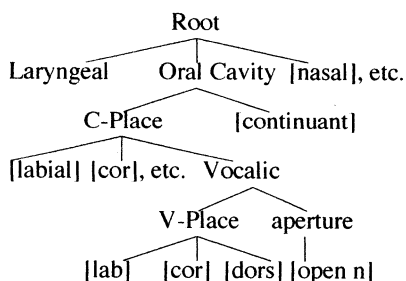 Root
Laryngeal Oral Cavity [nasal], etc.
C-Place [continuant]
[labial] [cor], etc. Vocalic
V-Place aperture
[lab] [cor] [dors] [open n]